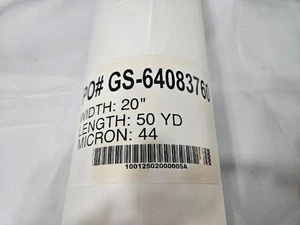 PO# GS-64083760
WIDTH: 20"
LENGTH: 50 YD
MICRON: 44
10012502000005A